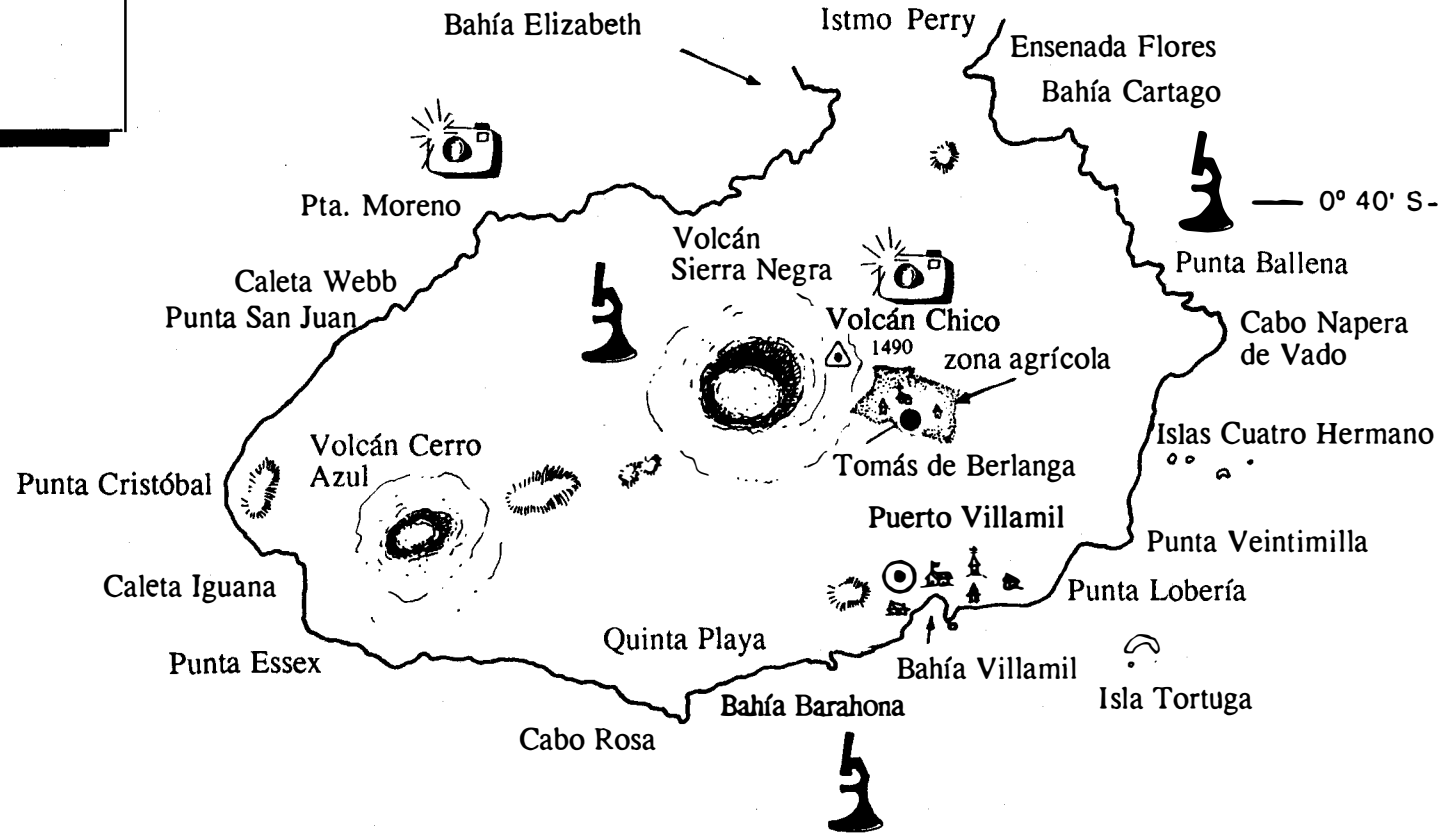 Bahía Elizabeth
Istmo Perry
Ensenada Flores
Bahía Cartago
Pta. Moreno
0° 40' S-
Volcán
Sierra Negra
Punta Ballena
Caleta Webb
Punta San Juan
Volcán Chico
1490
zona agrícola
Cabo Napera
de Vado
Volcán Cerro
Azul
Islas Cuatro Hermano
Tomás de Berlanga
Punta Cristóbal
Puerto Villamil
Punta Veintimilla
Caleta Iguana
Punta Lobería
Quinta Playa
Punta Essex
Bahía Villamil
Isla Tortuga
Bahía Barahona
Cabo Rosa